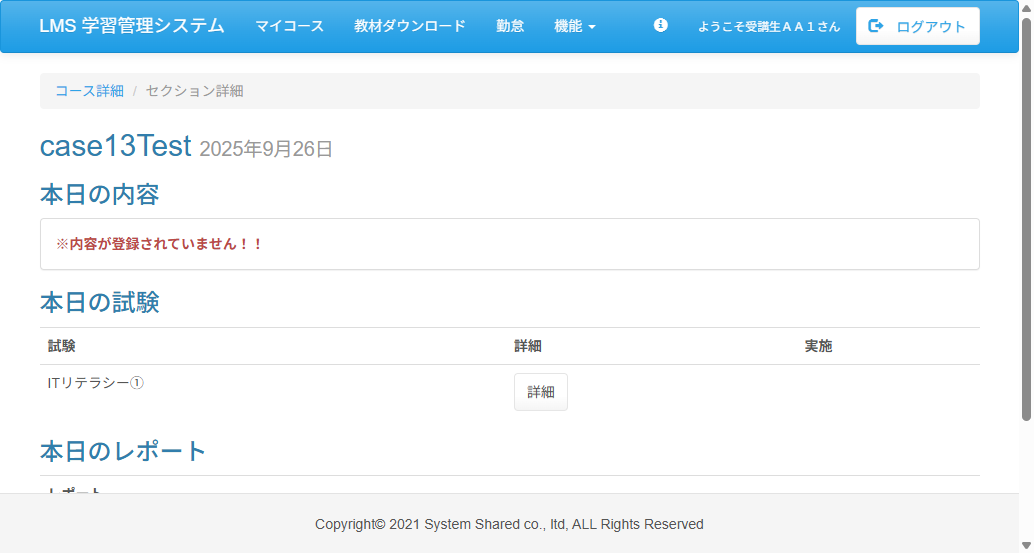 LMS 学習管理システム マイコース 教材ダウンロード 勤怠 機能 ようこそ受講生ＡＡ１さん ログアウト
コース詳細 / セクション詳細
case13Test 2025年9月26日
本日の内容
※内容が登録されていません！！
本日の試験
試験 詳細 実施
ITリテラシー① 詳細
本日のレポート
レポート
Copyright© 2021 System Shared co., ltd, ALL Rights Reserved